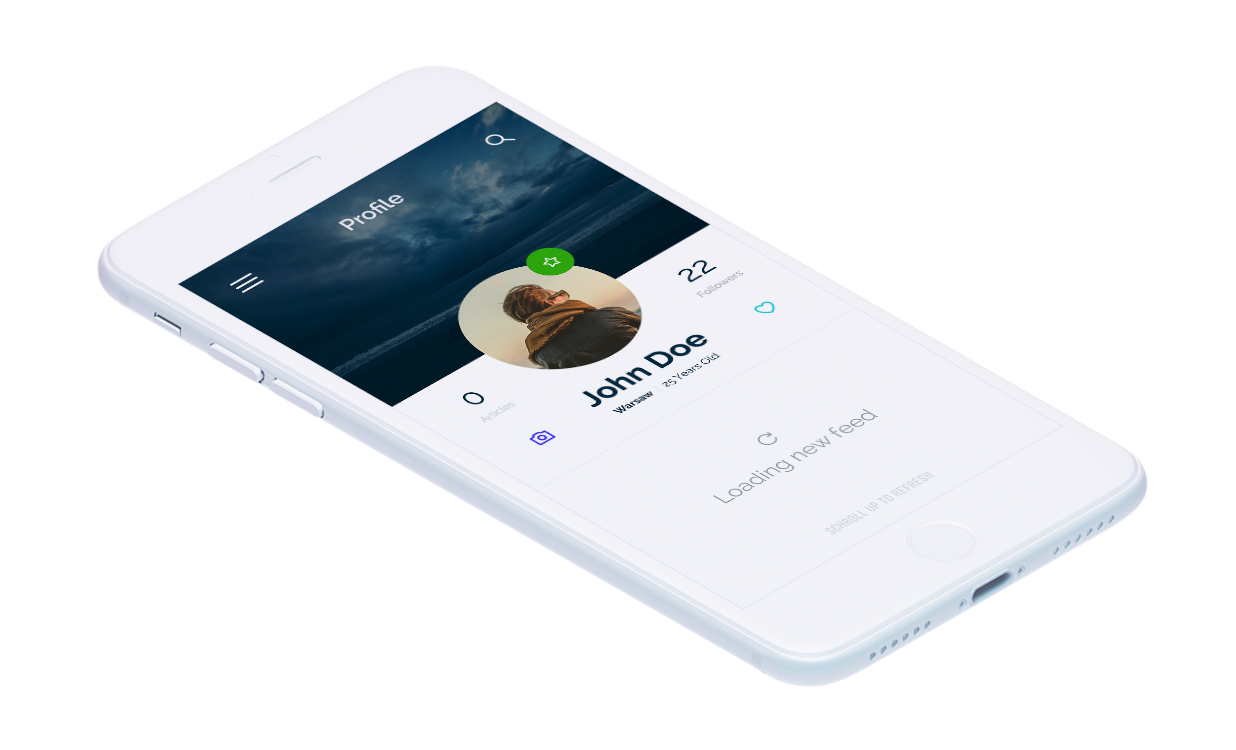 Profile
22
Followers
0
Articles
John Doe
Warsaw 25 Years Old
Loading new feed
SCROLL UP TO REFRESH